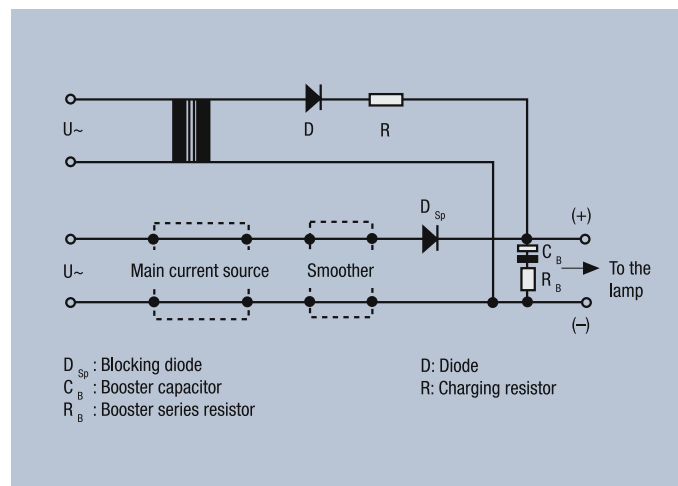 D R
U~
D Sp
(+)
C B
U~ Main current source Smoother
R B
To the
lamp
(–)
D Sp : Blocking diode
C B : Booster capacitor
R B : Booster series resistor
D: Diode
R: Charging resistor